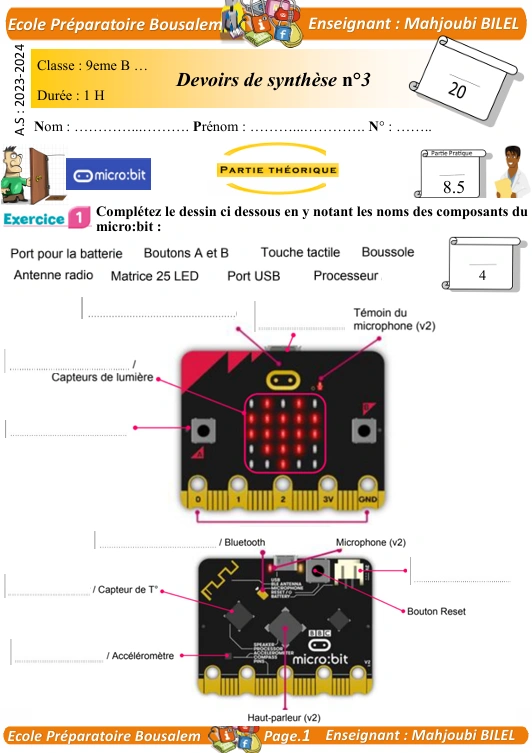 Ecole Préparatoire Bousalem Enseignant : Mahjoubi BILEL
A.S : 2023-2024
Classe : 9eme B …
Devoirs de synthèse n°3
Durée : 1 H
20
Nom : …………...………. Prénom : ………...…………. N° : ……..
micro:bit
PARTIE THÉORIQUE
Partie Pratique
8.5
Exercice 1 Complétez le dessin ci dessous en y notant les noms des composants du
micro:bit :
Port pour la batterie Boutons A et B Touche tactile Boussole
Antenne radio Matrice 25 LED Port USB Processeur
4
Témoin du
microphone (v2)
/
Capteurs de lumière
A
B
0 1 2 3V GND
/ Bluetooth Microphone (v2)
USB
BLE ANTENNA
MICROPHONE
RESET/
BATTERY
/ Capteur de T°
Bouton Reset
SPEAKER
PROCESSOR
ACCELEROMETER
COMPASS
PINS
BBC
micro:bit
/ Accéléromètre
Haut-parleur (v2)
Ecole Préparatoire Bousalem Page.1 Enseignant : Mahjoubi BILEL